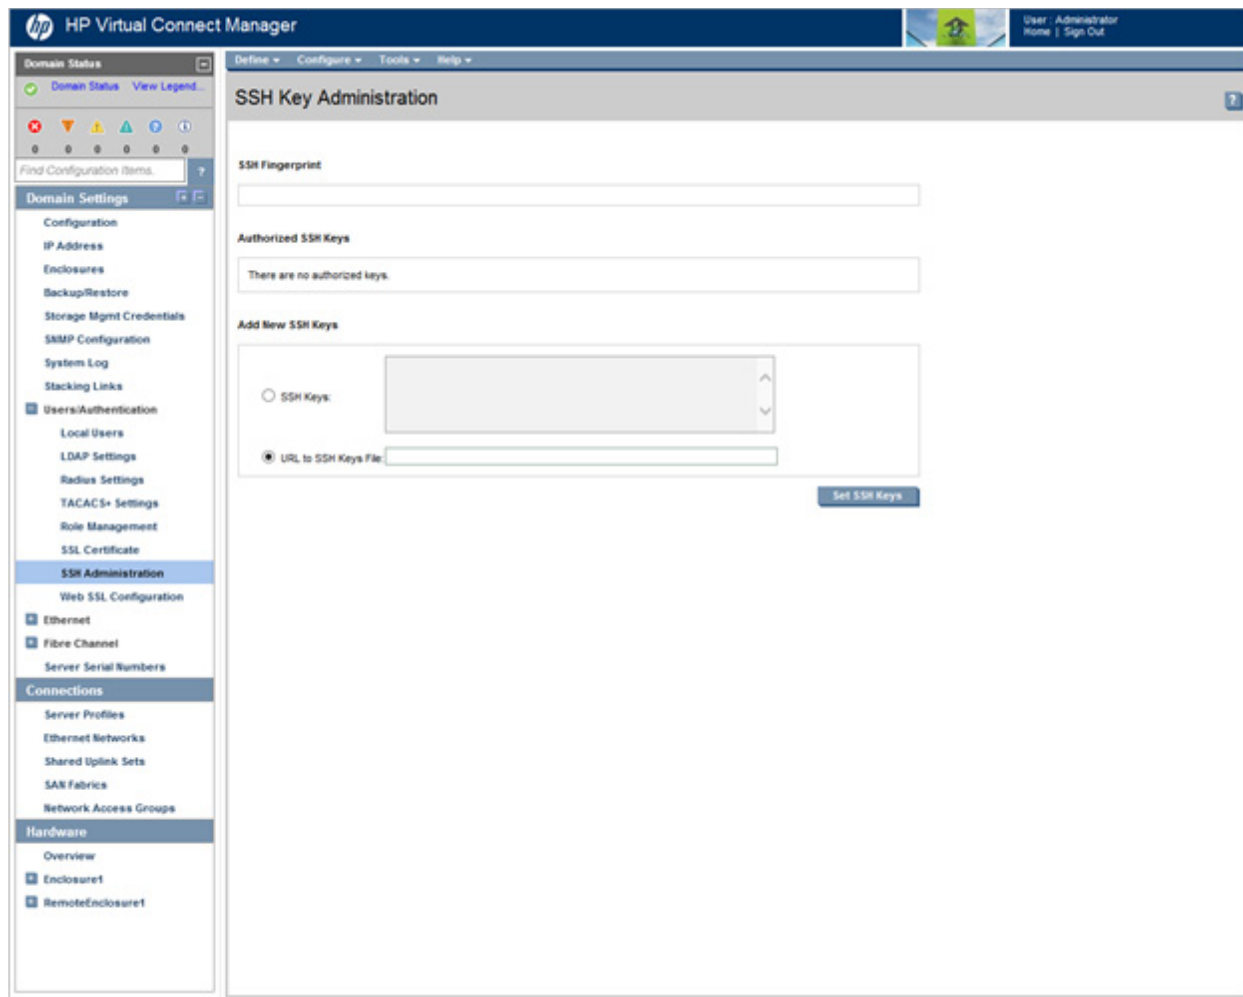 hp HP Virtual Connect Manager
User : Administrator
Home | Sign Out
Domain Status
Domain Status View Legend...
0 0 0 0 0 0
Find Configuration Items. ?
Domain Settings
Configuration
IP Address
Enclosures
Backup/Restore
Storage Mgmt Credentials
SNMP Configuration
System Log
Stacking Links
Users/Authentication
Local Users
LDAP Settings
Radius Settings
TACACS+ Settings
Role Management
SSL Certificate
SSH Administration
Web SSL Configuration
Ethernet
Fibre Channel
Server Serial Numbers
Connections
Server Profiles
Ethernet Networks
Shared Uplink Sets
SAN Fabrics
Network Access Groups
Hardware
Overview
Enclosure1
RemoteEnclosure1
Define Configure Tools Help
SSH Key Administration ?
SSH Fingerprint
Authorized SSH Keys
There are no authorized keys.
Add New SSH Keys
SSH Keys:
URL to SSH Keys File:
Set SSH Keys